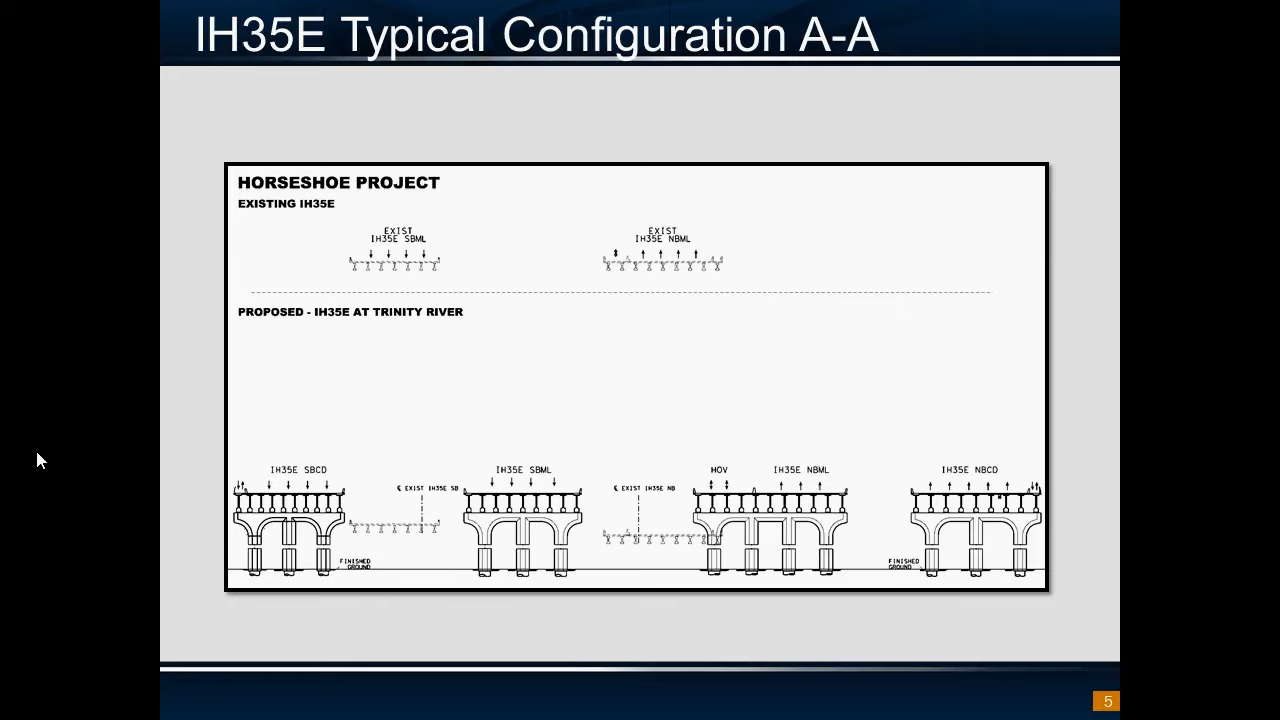 IH35E Typical Configuration A-A
HORSESHOE PROJECT
EXISTING IH35E
EXIST
IH35E SBML
EXIST
IH35E NBML
PROPOSED - IH35E AT TRINITY RIVER
IH35E SBCD
IH35E SBML
HOV
IH35E NBML
IH35E NBCD
℄ EXIST IH35E SB
℄ EXIST IH35E NB
FINISHED
GROUND
FINISHED
GROUND
5